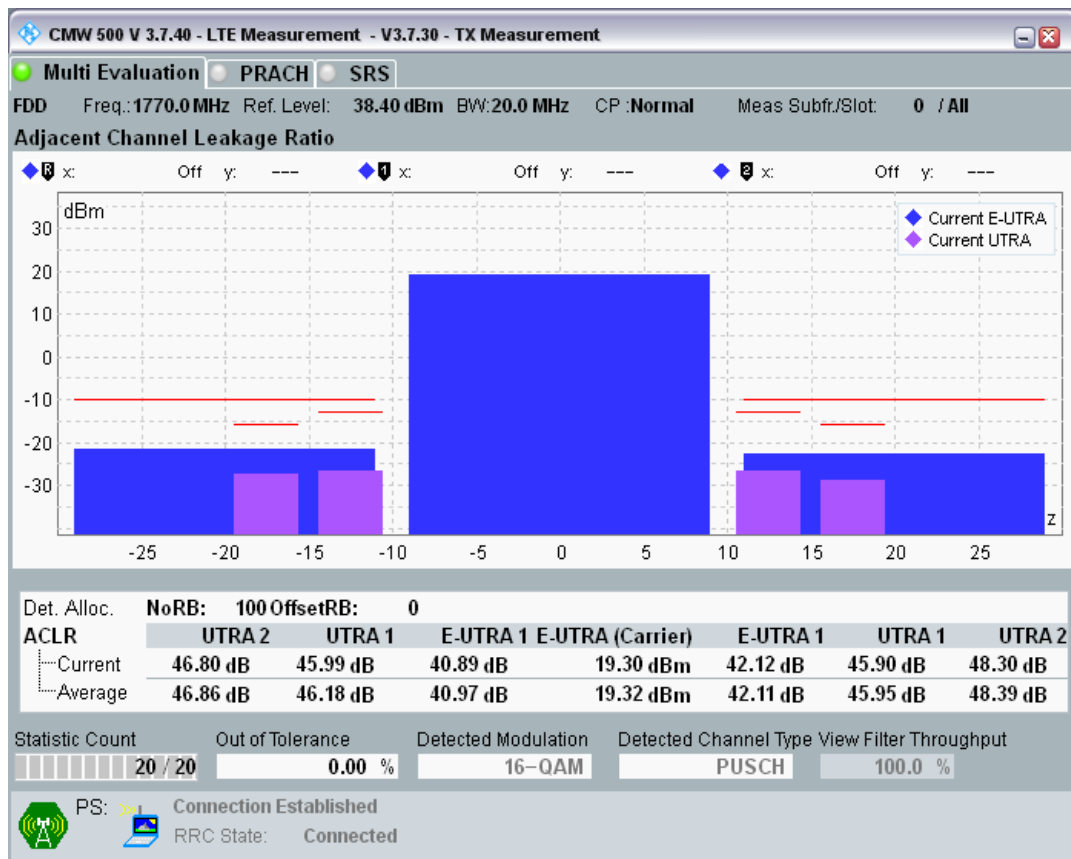 CMW 500 V 3.7.40 - LTE Measurement - V3.7.30 - TX Measurement
Multi Evaluation PRACH SRS
FDD Freq.:1770.0 MHz Ref. Level: 38.40 dBm BW:20.0 MHz CP :Normal Meas Subfr./Slot: 0 / All
Adjacent Channel Leakage Ratio
R x: Off y: --- 1 x: Off y: --- 2 x: Off y: ---
dBm
Current E-UTRA
Current UTRA
30
20
10
0
-10
-20
-30
z
-25 -20 -15 -10 -5 0 5 10 15 20 25
Det. Alloc. NoRB: 100 OffsetRB: 0
ACLR UTRA 2 UTRA 1 E-UTRA 1 E-UTRA (Carrier) E-UTRA 1 UTRA 1 UTRA 2
Current 46.80 dB 45.99 dB 40.89 dB 19.30 dBm 42.12 dB 45.90 dB 48.30 dB
Average 46.86 dB 46.18 dB 40.97 dB 19.32 dBm 42.11 dB 45.95 dB 48.39 dB
Statistic Count Out of Tolerance Detected Modulation Detected Channel Type View Filter Throughput
20 / 20 0.00 % 16-QAM PUSCH 100.0 %
PS: Connection Established
RRC State: Connected